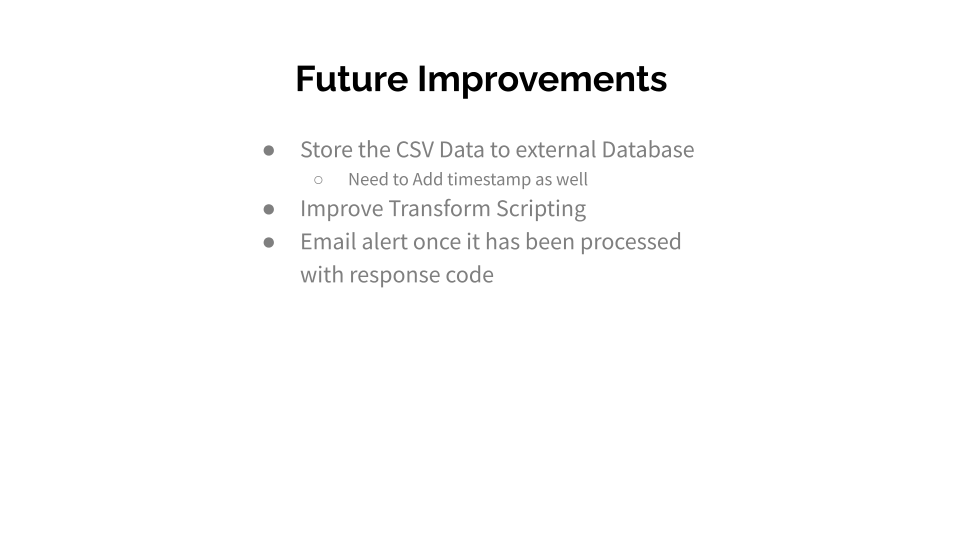 Future Improvements
● Store the CSV Data to external Database
○ Need to Add timestamp as well
● Improve Transform Scripting
● Email alert once it has been processed
with response code